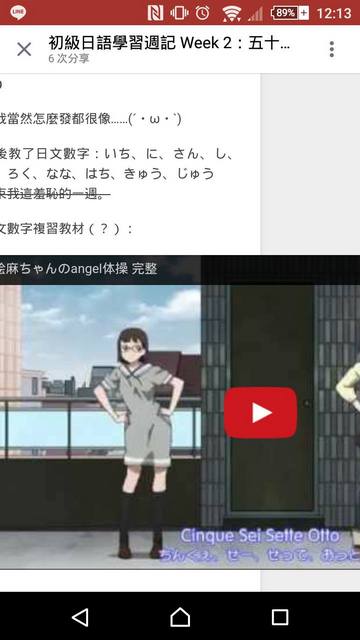 LINE
89%
12:13
初級日語學習週記 Week 2：五十…
6 次分享
當然怎麼發都很像……(´・ω・`)
後教了日文數字：いち、に、さん、し、
ろく、なな、はち、きゅう、じゅう
束我這羞恥的一週。
文數字複習教材（？）：
絵麻ちゃんのangel体操 完整
Cinque Sei Sette Otto
ちんくぇ、せー、せって、おっと